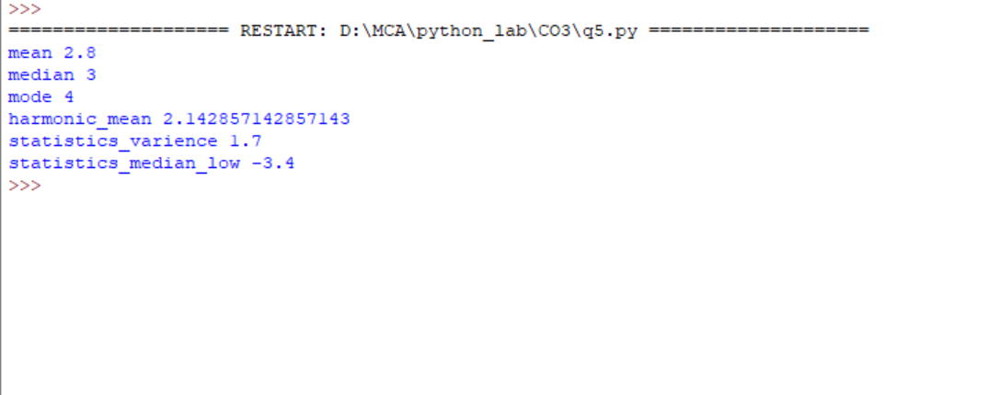 >>>
==================== RESTART: D:\MCA\python_lab\CO3\q5.py ====================
mean 2.8
median 3
mode 4
harmonic_mean 2.142857142857143
statistics_varience 1.7
statistics_median_low -3.4
>>>